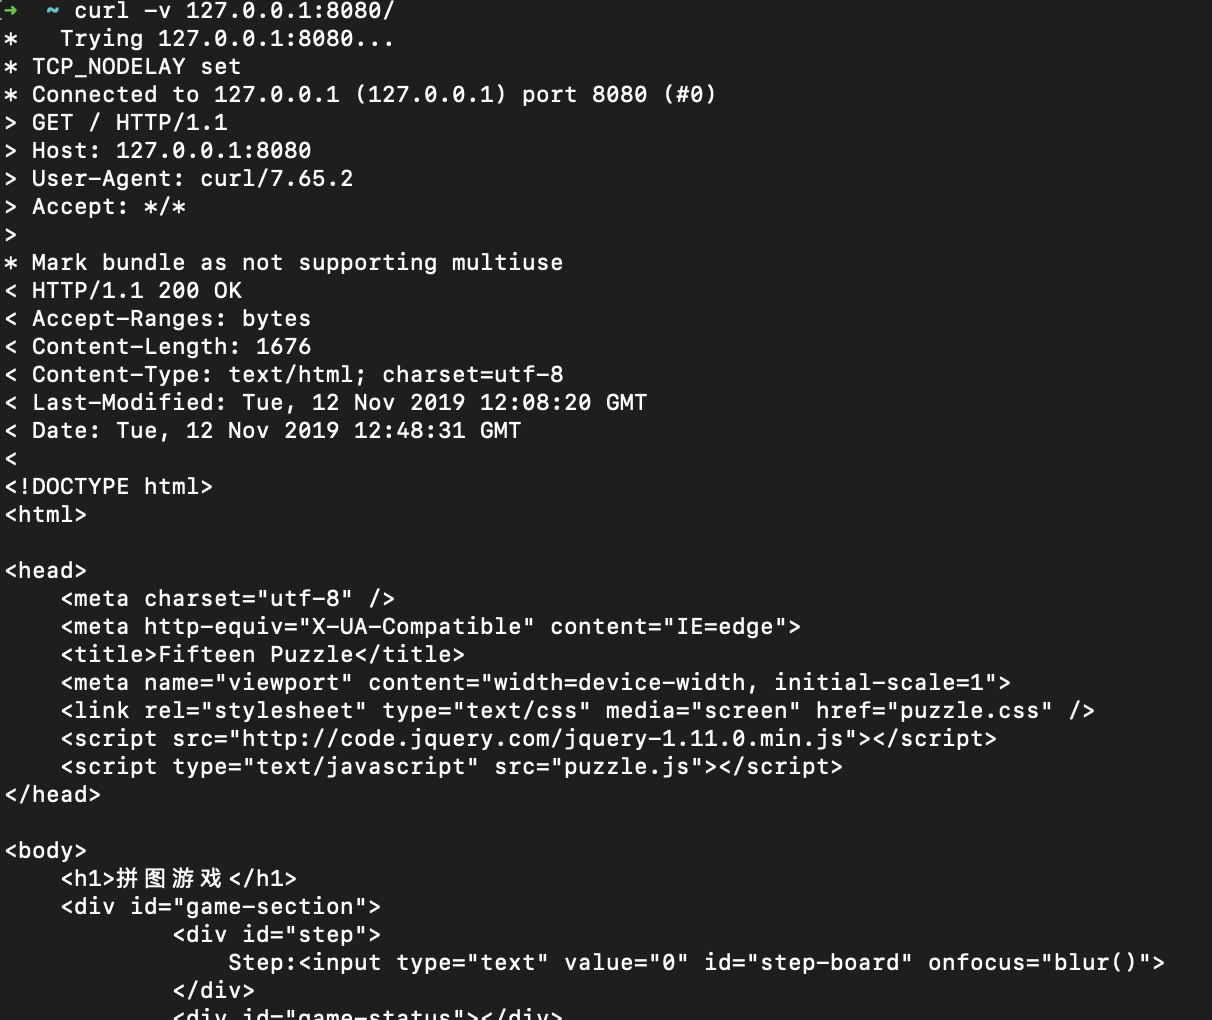 ➜  ~ curl -v 127.0.0.1:8080/
*   Trying 127.0.0.1:8080...
* TCP_NODELAY set
* Connected to 127.0.0.1 (127.0.0.1) port 8080 (#0)
> GET / HTTP/1.1
> Host: 127.0.0.1:8080
> User-Agent: curl/7.65.2
> Accept: */*
>
* Mark bundle as not supporting multiuse
< HTTP/1.1 200 OK
< Accept-Ranges: bytes
< Content-Length: 1676
< Content-Type: text/html; charset=utf-8
< Last-Modified: Tue, 12 Nov 2019 12:08:20 GMT
< Date: Tue, 12 Nov 2019 12:48:31 GMT
<
<!DOCTYPE html>
<html>

<head>
    <meta charset="utf-8" />
    <meta http-equiv="X-UA-Compatible" content="IE=edge">
    <title>Fifteen Puzzle</title>
    <meta name="viewport" content="width=device-width, initial-scale=1">
    <link rel="stylesheet" type="text/css" media="screen" href="puzzle.css" />
    <script src="http://code.jquery.com/jquery-1.11.0.min.js"></script>
    <script type="text/javascript" src="puzzle.js"></script>
</head>

<body>
    <h1>拼图游戏</h1>
    <div id="game-section">
            <div id="step">
                Step:<input type="text" value="0" id="step-board" onfocus="blur()">
            </div>
            <div id="game-status"></div>